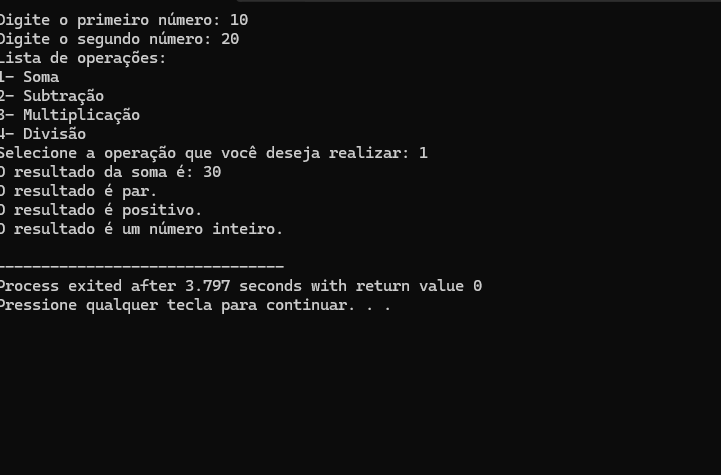 Digite o primeiro número: 10
Digite o segundo número: 20
Lista de operações:
1- Soma
2- Subtração
3- Multiplicação
4- Divisão
Selecione a operação que você deseja realizar: 1
O resultado da soma é: 30
O resultado é par.
O resultado é positivo.
O resultado é um número inteiro.
--------------------------------
Process exited after 3.797 seconds with return value 0
Pressione qualquer tecla para continuar. . .